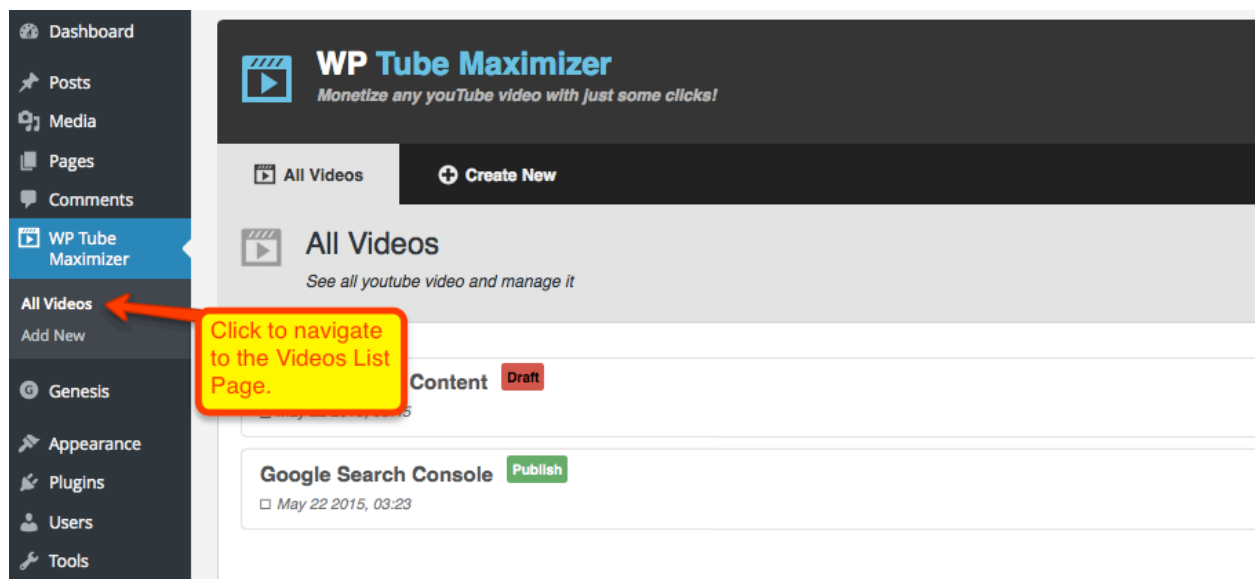 Dashboard
Posts
Media
Pages
Comments
WP Tube
Maximizer
All Videos
Add New
Genesis
Appearance
Plugins
Users
Tools
WP Tube Maximizer
Monetize any youTube video with just some clicks!
All Videos
Create New
All Videos
See all youtube video and manage it
Click to navigate
to the Videos List
Page.
Content Draft
Google Search Console Publish
May 22 2015, 03:23